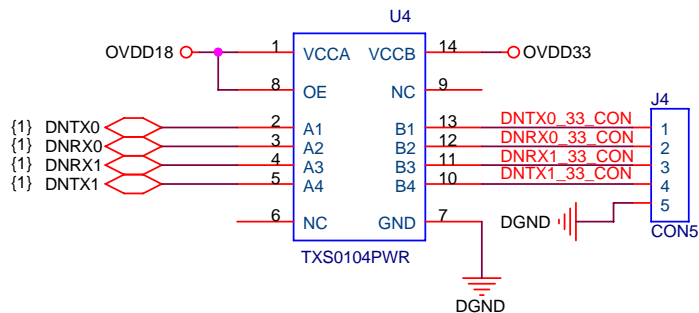 U4
OVDD18 1 VCCA VCCB 14 OVDD33
8 OE NC 9
J4
{1} DNTX0 2 A1 B1 13 DNTX0_33_CON 1
{1} DNRX0 3 A2 B2 12 DNRX0_33_CON 2
{1} DNRX1 4 A3 B3 11 DNRX1_33_CON 3
{1} DNTX1 5 A4 B4 10 DNTX1_33_CON 4
5
6 NC GND 7 DGND
CON5
TXS0104PWR
DGND